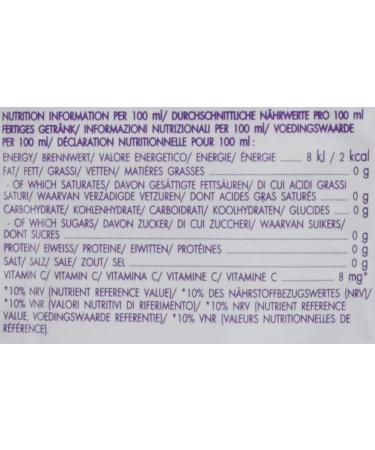 NUTRITION INFORMATION PER 100 ml/ DURCHSCHNITTLICHE NÄHRWERTE PRO 100 ml
FERTIGES GETRÄNK/ INFORMAZIONI NUTRIZIONALI PER 100 ml/ VOEDINGSWAARDE
PER 100 ml/ DÉCLARATION NUTRITIONNELLE POUR 100 ml :
ENERGY/ BRENNWERT/ VALORE ENERGETICO/ ENERGIE/ ÉNERGIE 8 kJ / 2 kcal
FAT/ FETT/ GRASSI/ VETTEN/ MATIÈRES GRASSES 0 g
- OF WHICH SATURATES/ DAVON GESÄTTIGTE FETTSÄUREN/ DI CUI ACIDI GRASSI
SATURI/ WAARVAN VERZADIGDE VETZUREN/ DONT ACIDES GRAS SATURÉS 0 g
CARBOHYDRATE/ KOHLENHYDRATE/ CARBOIDRATI/ KOOLHYDRATEN/ GLUCIDES 0 g
- OF WHICH SUGARS/ DAVON ZUCKER/ DI CUI ZUCCHERI/ WAARVAN SUIKERS/
DONT SUCRES 0 g
PROTEIN/ EIWEISS/ PROTEINE/ EIWITTEN/ PROTÉINES 0 g
SALT/ SALZ/ SALE/ ZOUT/ SEL 0 g
VITAMIN C/ VITAMIN C/ VITAMINA C/ VITAMINE C/ VITAMINE C 8 mg*
*10% NRV (NUTRIENT REFERENCE VALUE)/ *10% DES NÄHRSTOFFBEZUGSWERTES (NRV)/
*10% VNR (VALORI NUTRITIVI DI RIFERIMENTO)/ *10% NRV (NUTRIENT REFERENCE
VALUE, VOEDINGSWAARDE REFERENTIE)/ *10% VNR (VALEURS NUTRITIONNELLES DE
RÉFÉRENCE).